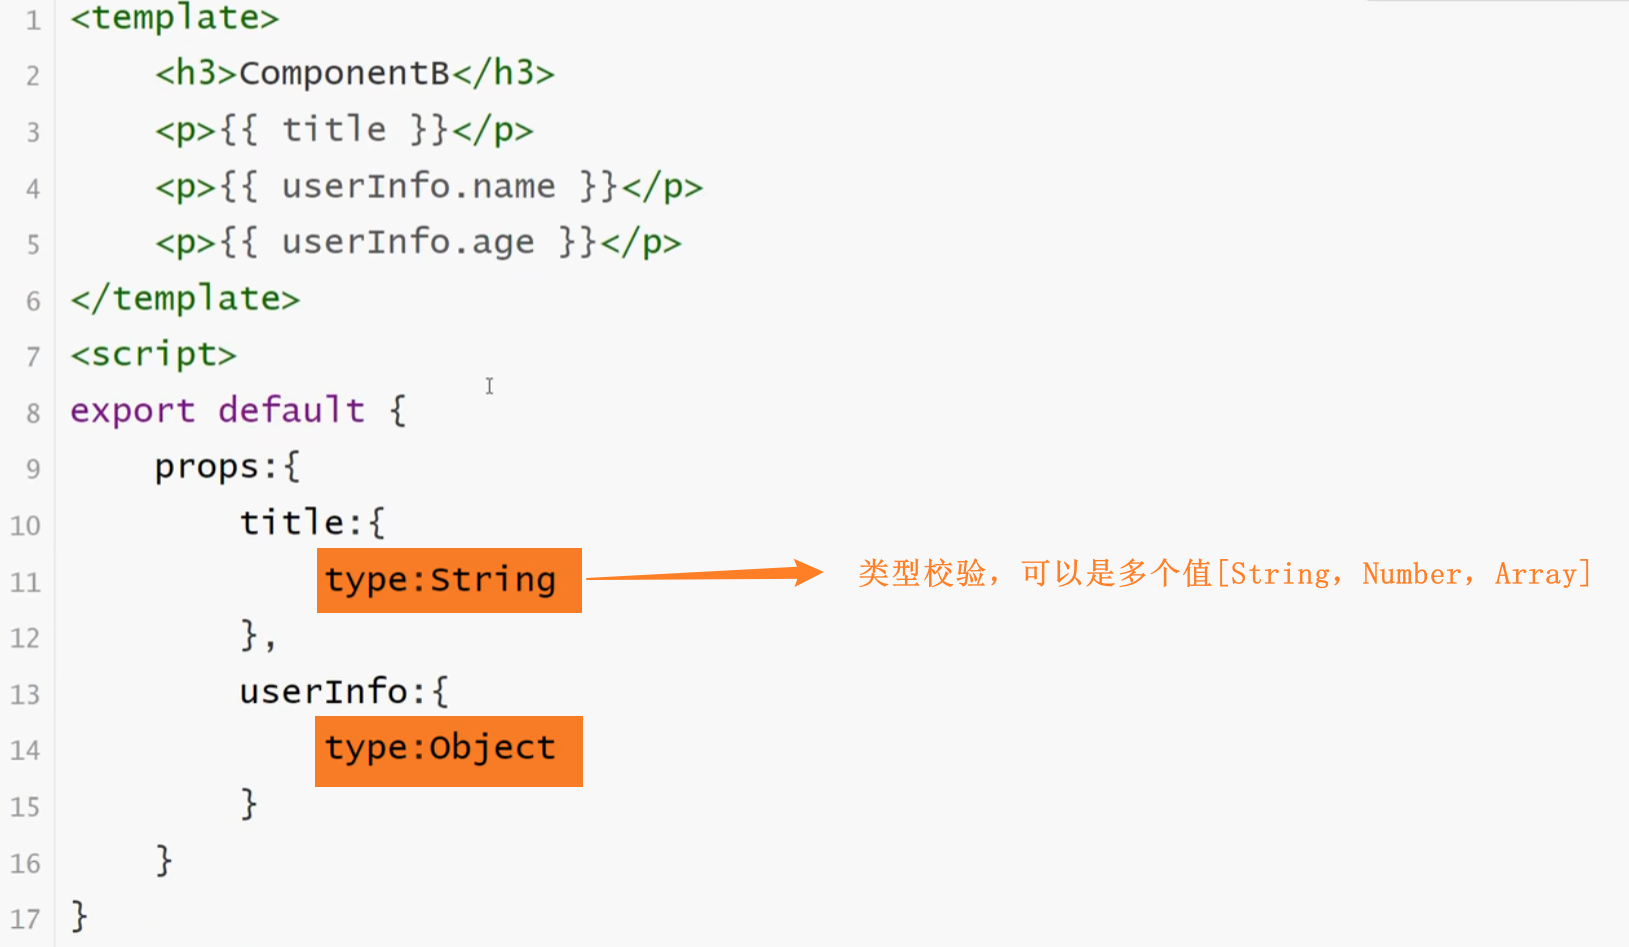 1 <template>
2 <h3>ComponentB</h3>
3 <p>{{ title }}</p>
4 <p>{{ userInfo.name }}</p>
5 <p>{{ userInfo.age }}</p>
6 </template>
7 <script>
8 export default {
9 props:{
10 title:{
11 type:String 类型校验，可以是多个值[String，Number，Array]
12 },
13 userInfo:{
14 type:Object
15 }
16 }
17 }